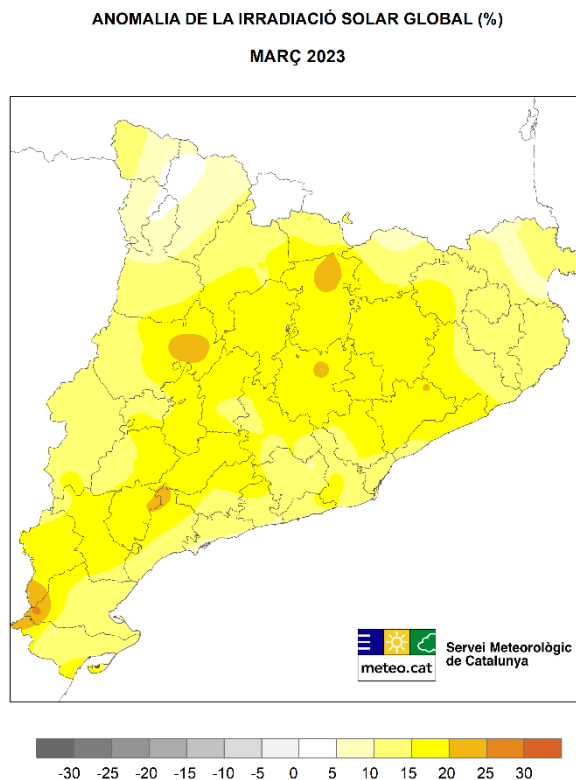 ANOMALIA DE LA IRRADIACIÓ SOLAR GLOBAL (%)
MARÇ 2023
meteo.cat
Servei Meteorològic
de Catalunya
-30 -25 -20 -15 -10 -5 0 5 10 15 20 25 30